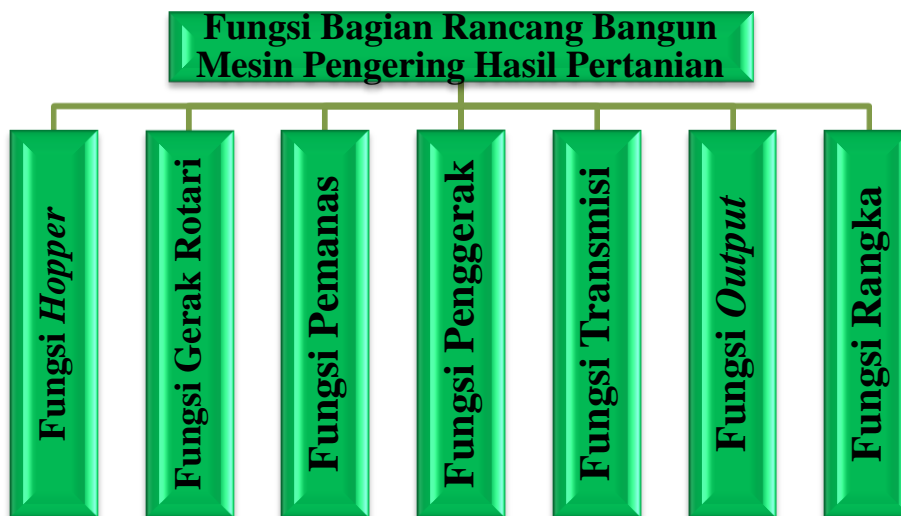 Fungsi Bagian Rancang Bangun
Mesin Pengering Hasil Pertanian
Fungsi Hopper
Fungsi Gerak Rotari
Fungsi Pemanas
Fungsi Penggerak
Fungsi Transmisi
Fungsi Output
Fungsi Rangka